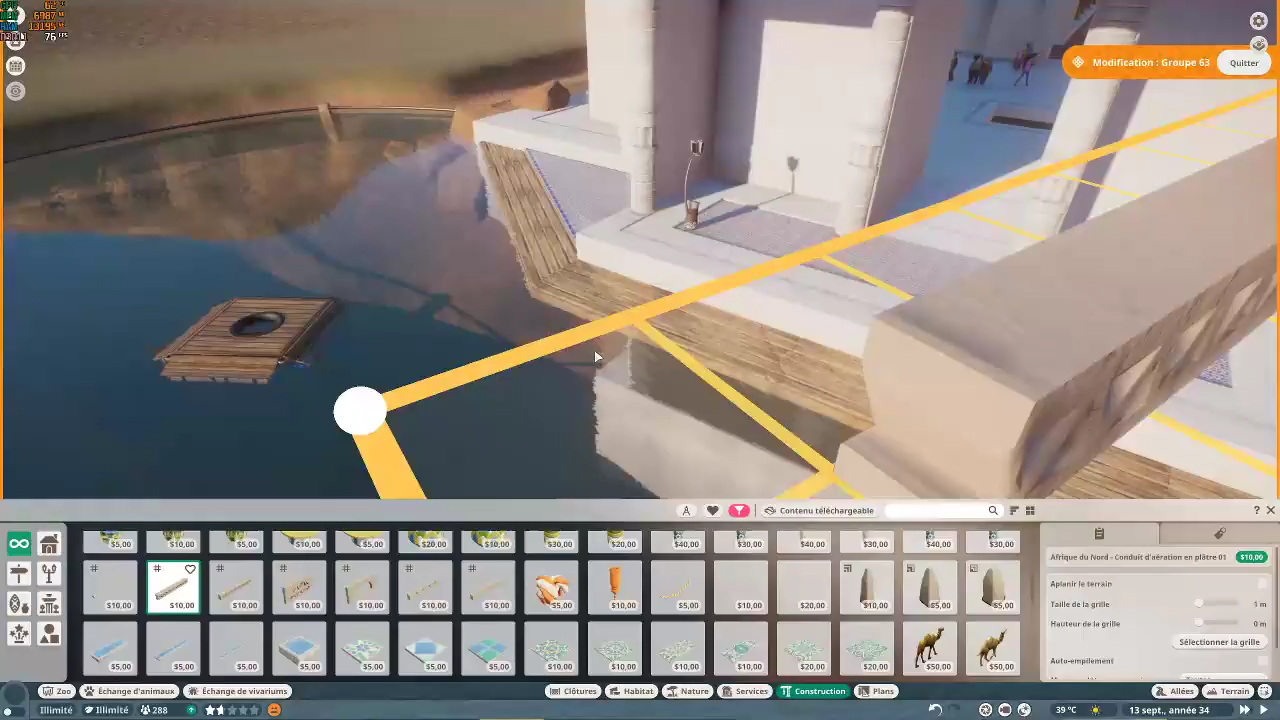 62
6987
13195
76 FPS
Modification : Groupe 63
Quitter
A
Contenu téléchargeable
?
$5,00 $10,00 $5,00 $10,00 $5,00 $20,00 $10,00 $5,00 $20,00 $40,00 $30,00 $40,00 $30,00 $40,00 $30,00
$10,00 $10,00 $10,00 $10,00 $10,00 $10,00 $10,00 $5,00 $10,00 $5,00 $10,00 $20,00 $10,00 $5,00 $5,00
$5,00 $5,00 $5,00 $5,00 $5,00 $5,00 $5,00 $10,00 $10,00 $10,00 $10,00 $20,00 $20,00 $50,00 $50,00
Afrique du Nord - Conduit d'aération en plâtre 01 $10,00
Aplanir le terrain
Taille de la grille 1 m
Hauteur de la grille 0 m
Sélectionner la grille
Auto-empilement
Zoo Échange d'animaux Échange de vivariums Clôtures Habitat Nature Services Construction Plans Allées Terrain
Illimité Illimité 288 39 °C 13 sept., année 34